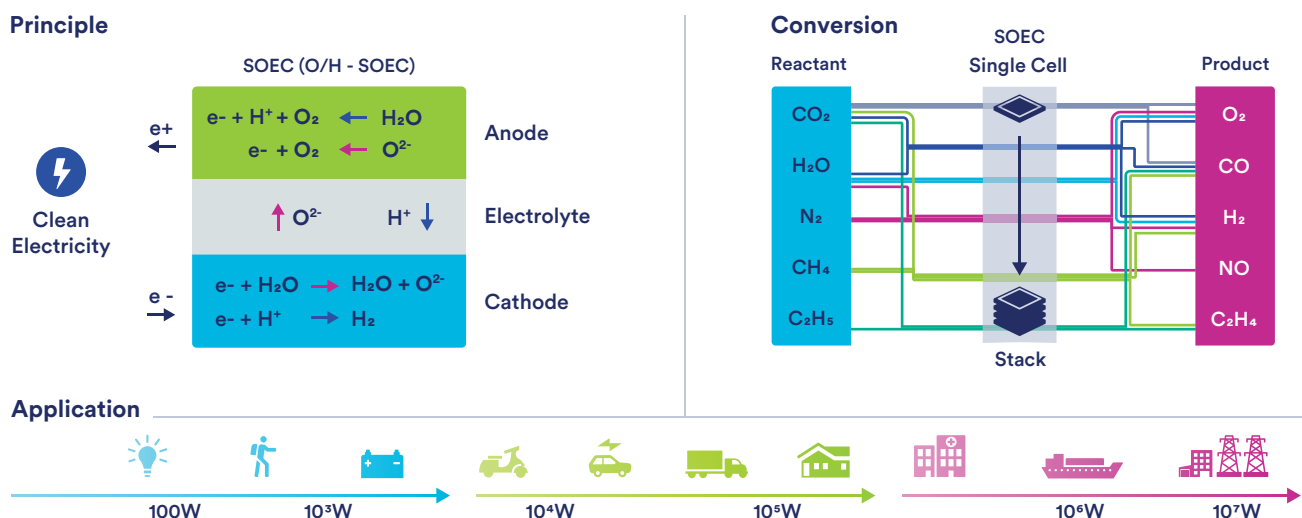 Principle
SOEC (O/H - SOEC)
e- + H⁺ + O₂ ← H₂O
e- + O₂ ← O²⁻
Anode
e+
Clean
Electricity
↑ O²⁻ H⁺ ↓
Electrolyte
e -
e- + H₂O → H₂O + O²⁻
e- + H⁺ → H₂
Cathode
Conversion
SOEC
Reactant
Single Cell
Product
CO₂
H₂O
N₂
CH₄
C₂H₅
Stack
O₂
CO
H₂
NO
C₂H₄
Application
+ -
100W
10³W
10⁴W
10⁵W
10⁶W
10⁷W